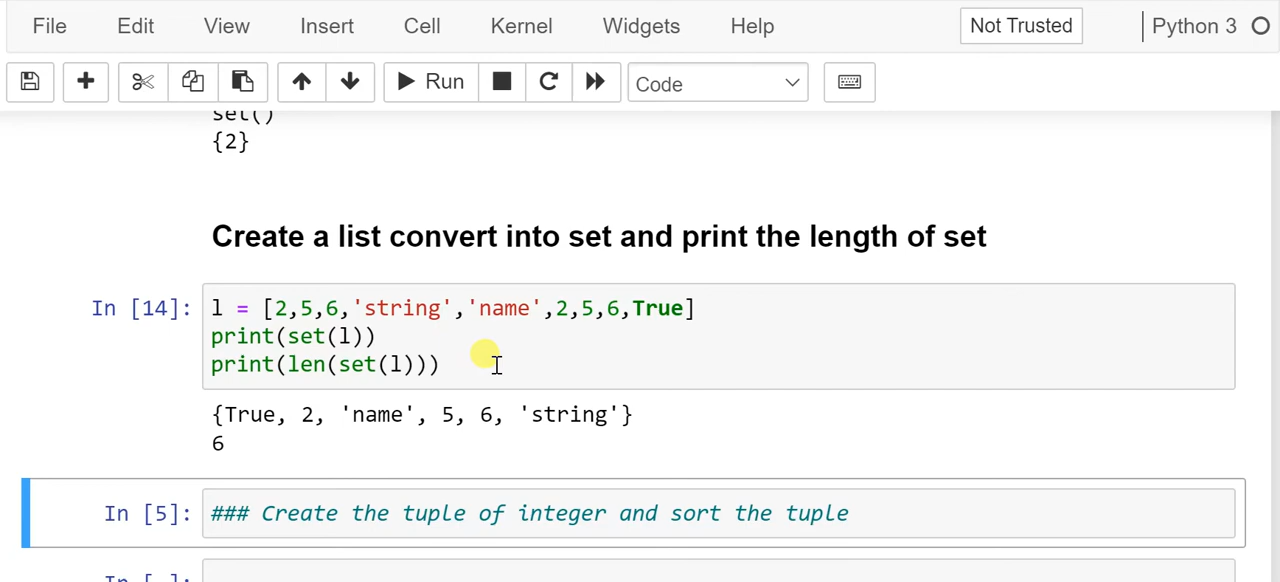 File Edit View Insert Cell Kernel Widgets Help Not Trusted Python 3
Run Code
set()
{2}
Create a list convert into set and print the length of set
In [14]: l = [2,5,6,'string','name',2,5,6,True]
print(set(l))
print(len(set(l)))
{True, 2, 'name', 5, 6, 'string'}
6
In [5]: ### Create the tuple of integer and sort the tuple
In [ ]: